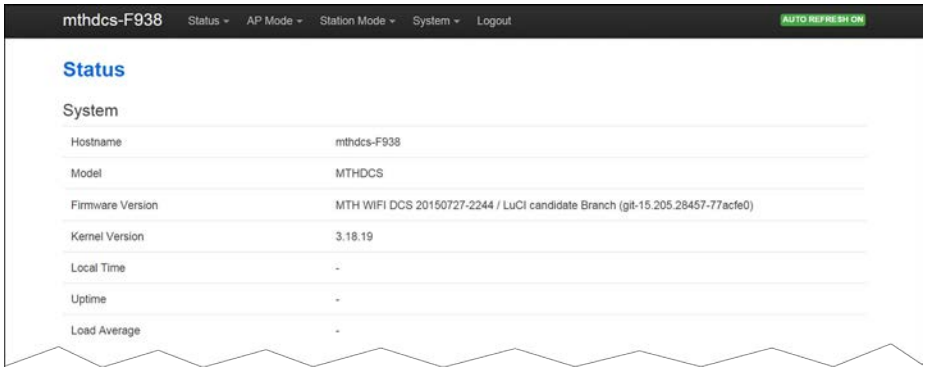 mthdcs-F938 Status AP Mode Station Mode System Logout AUTO REFRESH ON
Status
System
Hostname mthdcs-F938
Model MTHDCS
Firmware Version MTH WIFI DCS 20150727-2244 / LuCI candidate Branch (git-15.205.28457-77acfe0)
Kernel Version 3.18.19
Local Time -
Uptime -
Load Average -